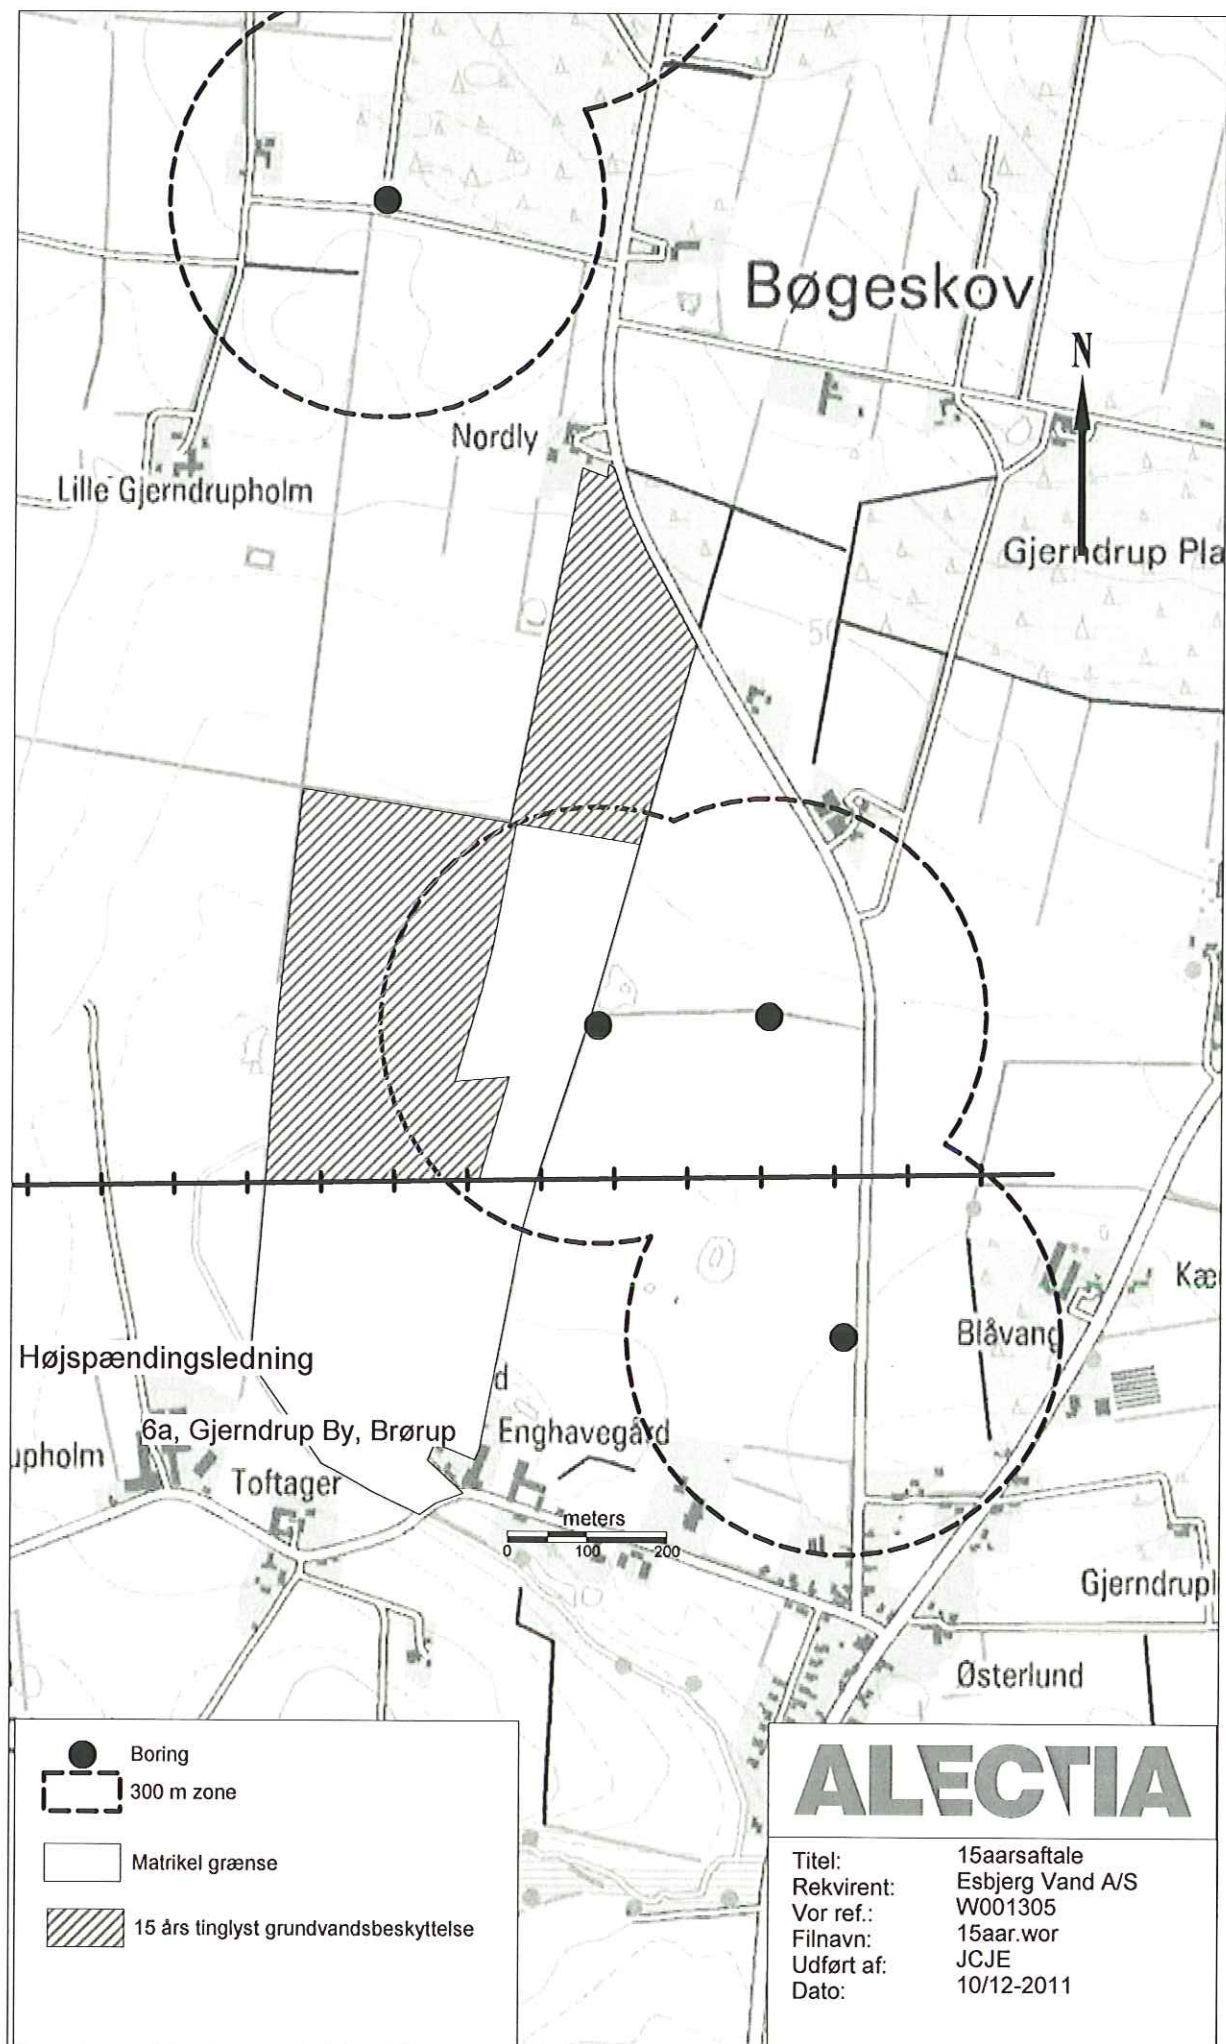 Bøgeskov
N
Nordly
Lille Gjerndrupholm
Gjerndrup Pla
Kæ
Blåvang
Højspændingsledning
d
6a, Gjerndrup By, Brørup
Enghavegård
upholm
Toftager
meters
0 100 200
Gjerndrupl
Østerlund
Boring
300 m zone
Matrikel grænse
15 års tinglyst grundvandsbeskyttelse
ALECTIA
Titel: 15aarsaftale
Rekvirent: Esbjerg Vand A/S
Vor ref.: W001305
Filnavn: 15aar.wor
Udført af: JCJE
Dato: 10/12-2011